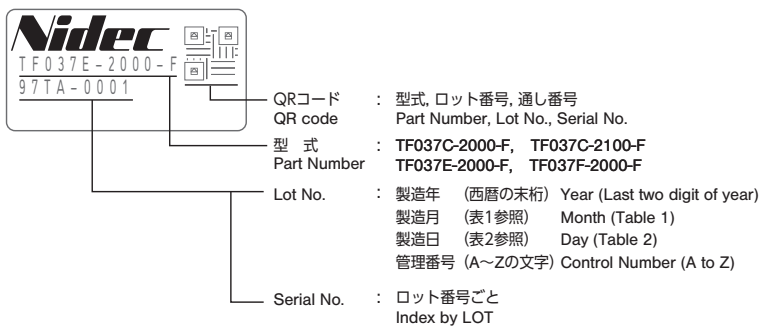 Nidec
TF037E-2000-F
97TA-0001
QRコード : 型式, ロット番号, 通し番号
QR code Part Number, Lot No., Serial No.
型 式 : TF037C-2000-F, TF037C-2100-F
Part Number TF037E-2000-F, TF037F-2000-F
Lot No. : 製造年 (西暦の末桁) Year (Last two digit of year)
製造月 (表1参照) Month (Table 1)
製造日 (表2参照) Day (Table 2)
管理番号 (A～Zの文字) Control Number (A to Z)
Serial No. : ロット番号ごと
Index by LOT